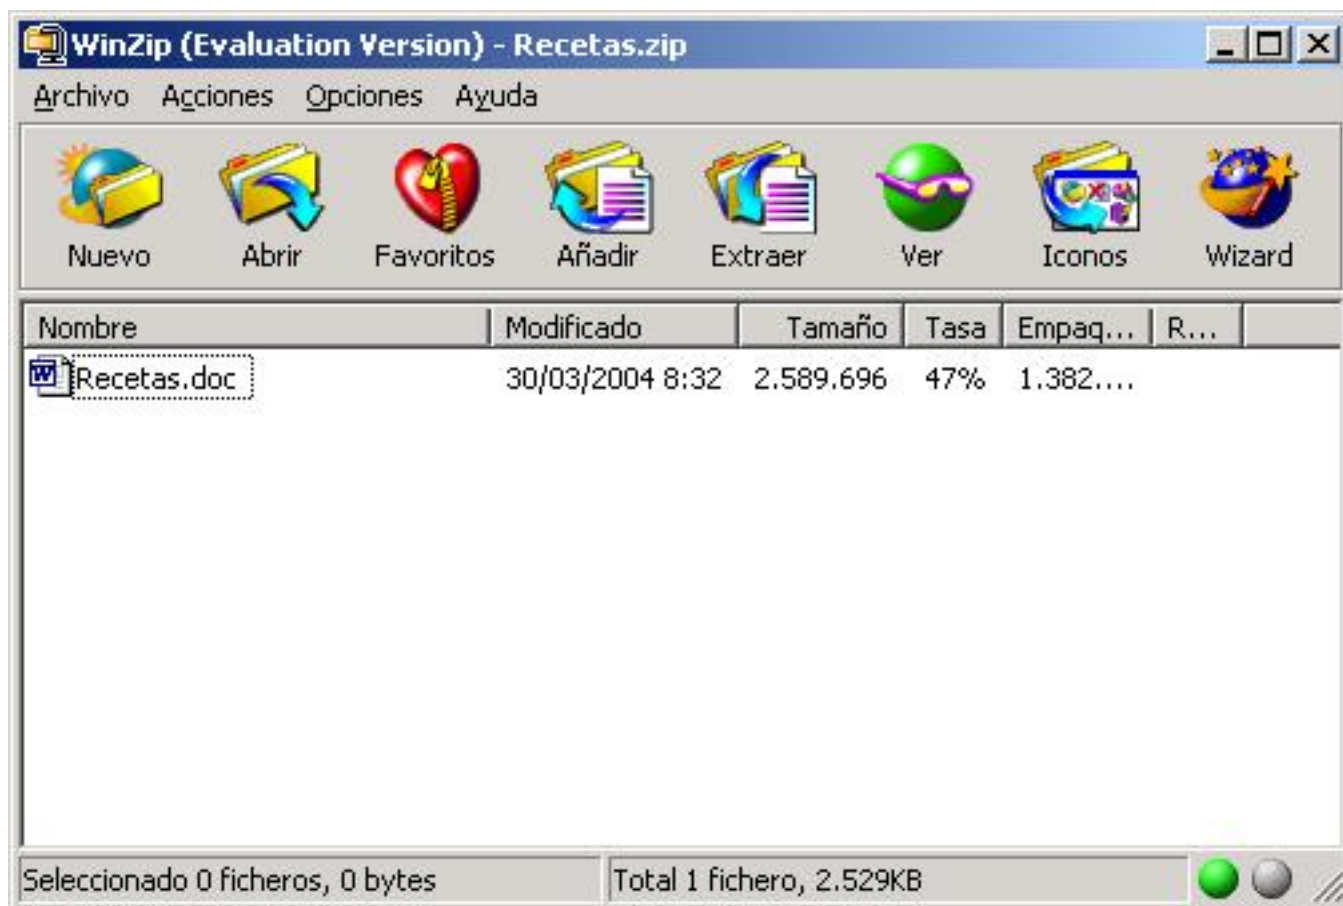 WinZip (Evaluation Version) - Recetas.zip
Archivo Acciones Opciones Ayuda
Nuevo Abrir Favoritos Añadir Extraer Ver Iconos Wizard
Nombre Modificado Tamaño Tasa Empaq... R...
Recetas.doc 30/03/2004 8:32 2.589.696 47% 1.382....
Seleccionado 0 ficheros, 0 bytes Total 1 fichero, 2.529KB